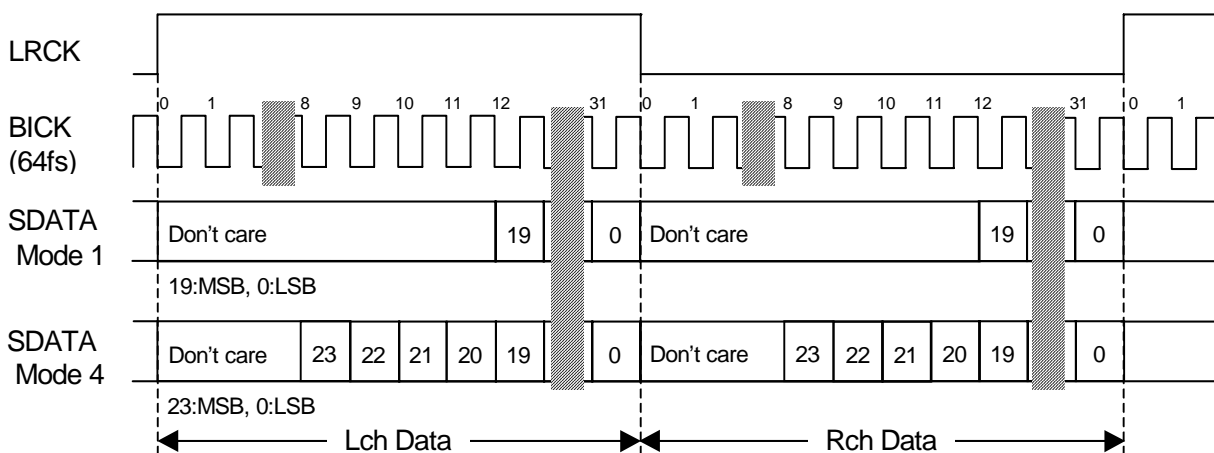 LRCK
0 1 8 9 10 11 12 31 0 1 8 9 10 11 12 31 0 1
BICK
(64fs)
SDATA
Mode 1
Don't care 19 0 Don't care 19 0
19:MSB, 0:LSB
SDATA
Mode 4
Don't care 23 22 21 20 19 0 Don't care 23 22 21 20 19 0
23:MSB, 0:LSB
Lch Data Rch Data